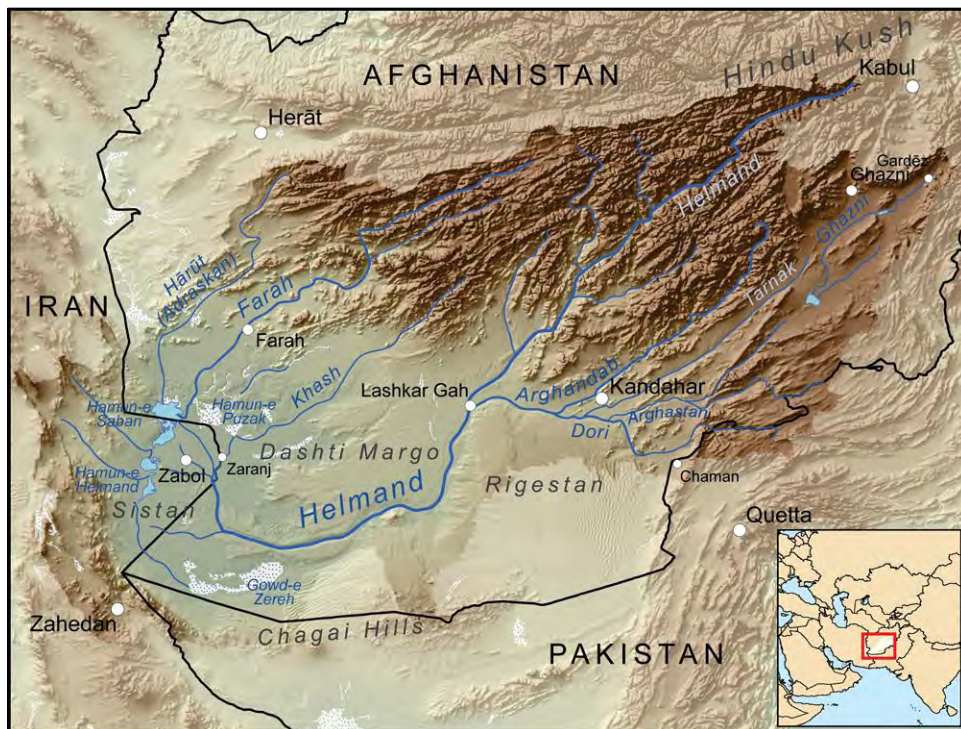 Hindu Kush
AFGHANISTAN
Kabul
Herāt
Gardēz
Ghazni
Helmand
Ghazni
Hārūt
(Adraskan)
Tarnak
IRAN
Farah
Farah
Khash
Lashkar Gah
Arghandab
Kandahar
Hamun-e
Saban
Hamun-e
Puzak
Arghastan
Dori
Dashti Margo
Zabol
Zaranj
Chaman
Hamun-e
Helmand
Helmand
Rigestan
Sistan
Quetta
Gowd-e
Zereh
Zahedan
Chagai Hills
PAKISTAN